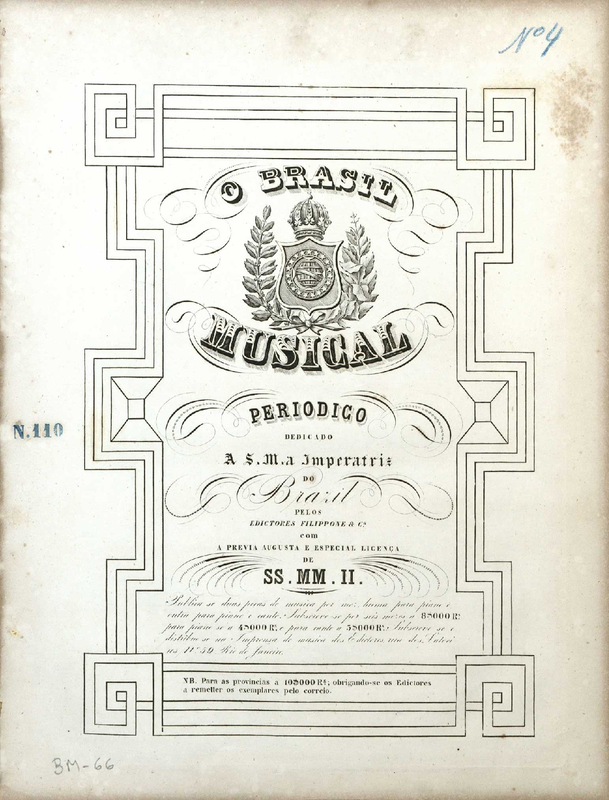 Nº 4
O BRASIL
MUSICAL
N.110
PERIODICO
DEDICADO
A S.M.a Imperatriz
DO
Brazil
PELOS
EDICTORES FILIPPONE & Cª
com
A PREVIA AUGUSTA E ESPECIAL LICENÇA
DE
SS.MM.II.
Publica-se duas peças de musica por mez, huma para piano e
outra para piano e canto. Subscreve-se por seis mezes a 8$000 Rˢ
para piano só a 4$000 Rˢ, e para canto a 5$000 Rˢ. Subscreve-se e
distribue-se na Imprensa de musica dos Edictores rua dos Latoei
ros, Nº 59, Rio de Janeiro.
NB. Para as provincias a 10$000 Rˢ; obrigando-se os Edictores
a remetter os exemplares pelo correio.
BM-66